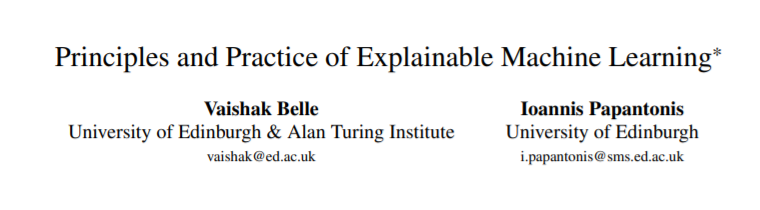 Principles and Practice of Explainable Machine Learning*
Vaishak Belle
University of Edinburgh & Alan Turing Institute
vaishak@ed.ac.uk
Ioannis Papantonis
University of Edinburgh
i.papantonis@sms.ed.ac.uk